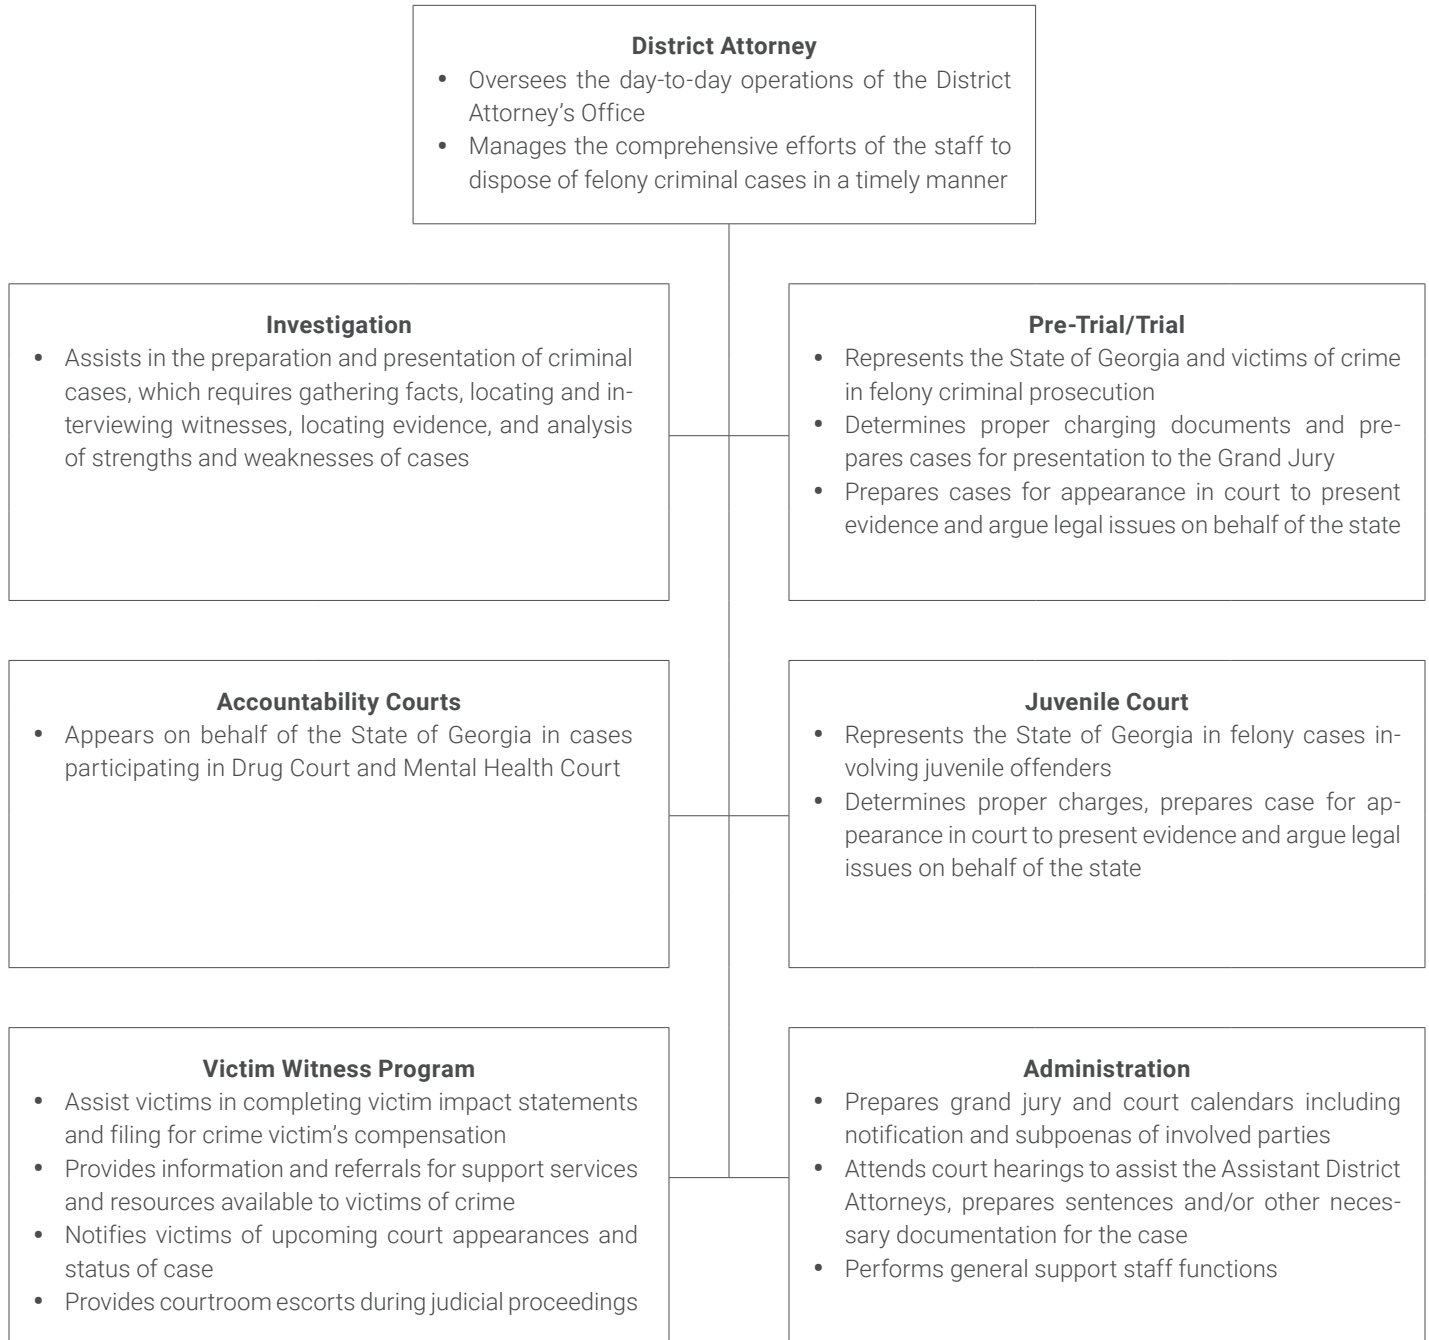 District Attorney
• Oversees the day-to-day operations of the District
Attorney’s Office
• Manages the comprehensive efforts of the staff to
dispose of felony criminal cases in a timely manner
Investigation
• Assists in the preparation and presentation of criminal
cases, which requires gathering facts, locating and in-
terviewing witnesses, locating evidence, and analysis
of strengths and weaknesses of cases
Pre-Trial/Trial
• Represents the State of Georgia and victims of crime
in felony criminal prosecution
• Determines proper charging documents and pre-
pares cases for presentation to the Grand Jury
• Prepares cases for appearance in court to present
evidence and argue legal issues on behalf of the state
Accountability Courts
• Appears on behalf of the State of Georgia in cases
participating in Drug Court and Mental Health Court
Juvenile Court
• Represents the State of Georgia in felony cases in-
volving juvenile offenders
• Determines proper charges, prepares case for ap-
pearance in court to present evidence and argue legal
issues on behalf of the state
Victim Witness Program
• Assist victims in completing victim impact statements
and filing for crime victim’s compensation
• Provides information and referrals for support services
and resources available to victims of crime
• Notifies victims of upcoming court appearances and
status of case
• Provides courtroom escorts during judicial proceedings
Administration
• Prepares grand jury and court calendars including
notification and subpoenas of involved parties
• Attends court hearings to assist the Assistant District
Attorneys, prepares sentences and/or other neces-
sary documentation for the case
• Performs general support staff functions